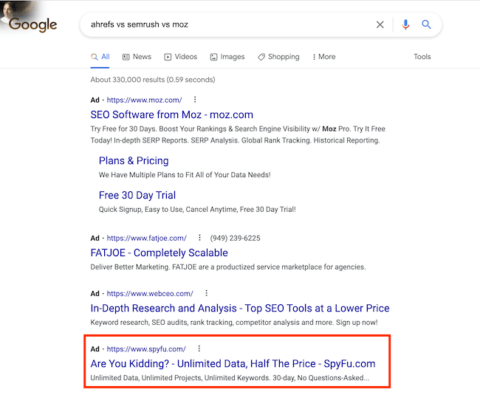 Google
ahrefs vs semrush vs moz
All News Videos Images Shopping More Tools
About 330,000 results (0.59 seconds)
Ad · https://www.moz.com/
SEO Software from Moz - moz.com
Try Free for 30 Days. Boost Your Rankings & Search Engine Visibility w/ Moz Pro. Try It Free
Today! In-depth SERP Reports. SERP Analysis. Global Rank Tracking. Historical Reporting.
Plans & Pricing
We Have Multiple Plans to Fit All of Your Data Needs!
Free 30 Day Trial
Quick Signup, Easy to Use, Cancel Anytime, Free 30 Day Trial!
Ad · https://www.fatjoe.com/ (949) 239-6225
FATJOE - Completely Scalable
Deliver Better Marketing. FATJOE are a productized service marketplace for agencies.
Ad · https://www.webceo.com/
In-Depth Research and Analysis - Top SEO Tools at a Lower Price
Keyword research, SEO audits, rank tracking, competitor analysis and more. Sign up now!
Ad · https://www.spyfu.com/
Are You Kidding? - Unlimited Data, Half The Price - SpyFu.com
Unlimited Data, Unlimited Projects, Unlimited Keywords. 30-day, No Questions-Asked...